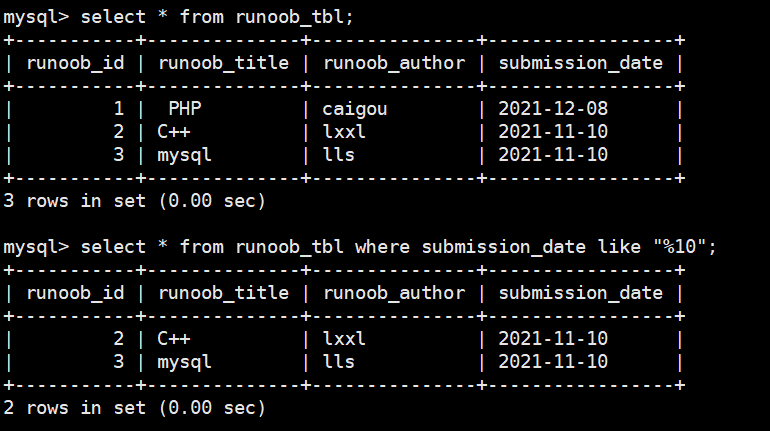 mysql> select * from runoob_tbl;
+-----------+--------------+---------------+-----------------+
| runoob_id | runoob_title | runoob_author | submission_date |
+-----------+--------------+---------------+-----------------+
|         1 |  PHP         | caigou        | 2021-12-08      |
|         2 | C++          | lxxl          | 2021-11-10      |
|         3 | mysql        | lls           | 2021-11-10      |
+-----------+--------------+---------------+-----------------+
3 rows in set (0.00 sec)

mysql> select * from runoob_tbl where submission_date like "%10";
+-----------+--------------+---------------+-----------------+
| runoob_id | runoob_title | runoob_author | submission_date |
+-----------+--------------+---------------+-----------------+
|         2 | C++          | lxxl          | 2021-11-10      |
|         3 | mysql        | lls           | 2021-11-10      |
+-----------+--------------+---------------+-----------------+
2 rows in set (0.00 sec)